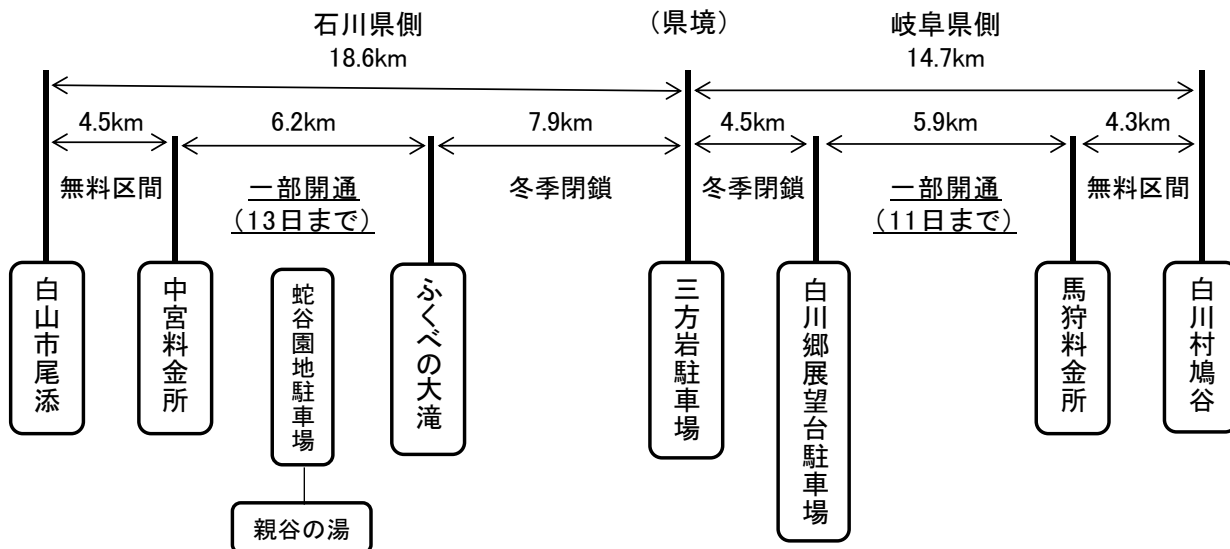 石川県側
(県境)
岐阜県側
18.6km
14.7km
4.5km
6.2km
7.9km
4.5km
5.9km
4.3km
無料区間
一部開通
(13日まで)
冬季閉鎖
冬季閉鎖
一部開通
(11日まで)
無料区間
白山市尾添
中宮料金所
蛇谷園地駐車場
ふくべの大滝
三方岩駐車場
白川郷展望台駐車場
馬狩料金所
白川村鳩谷
親谷の湯